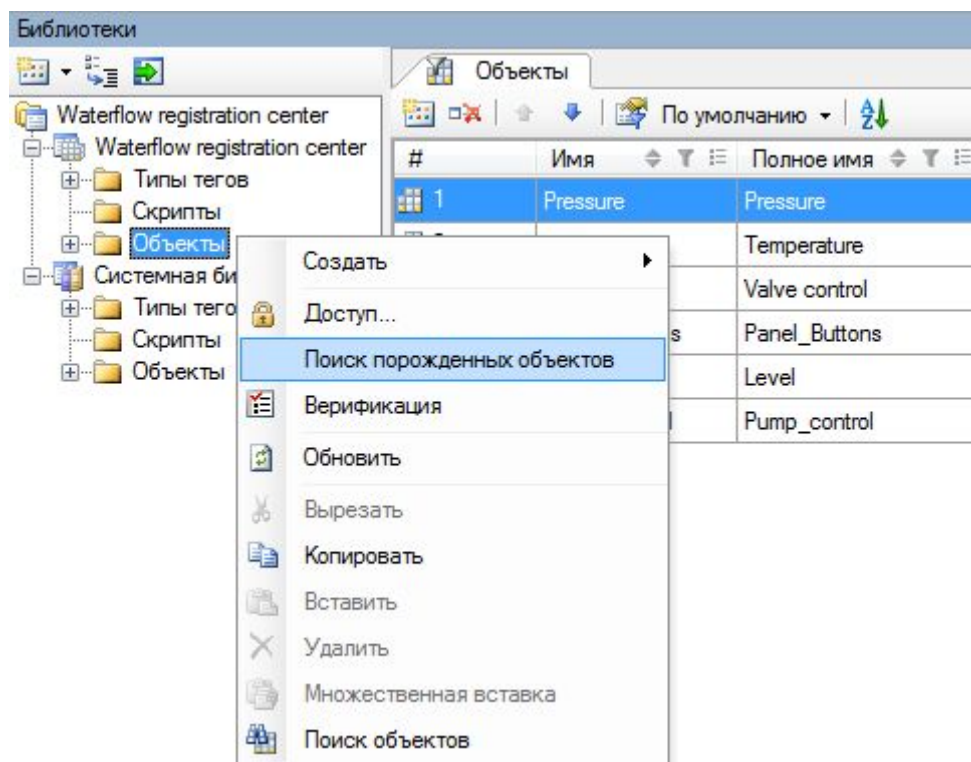 Библиотеки
Объекты
По умолчанию
Waterflow registration center
Waterflow registration center
Типы тегов
Скрипты
Объекты
Системная би
Типы тего
Скрипты
Объекты
# Имя Полное имя
1 Pressure Pressure
Temperature
Valve control
s Panel_Buttons
Level
Pump_control
Создать
Доступ...
Поиск порожденных объектов
Верификация
Обновить
Вырезать
Копировать
Вставить
Удалить
Множественная вставка
Поиск объектов